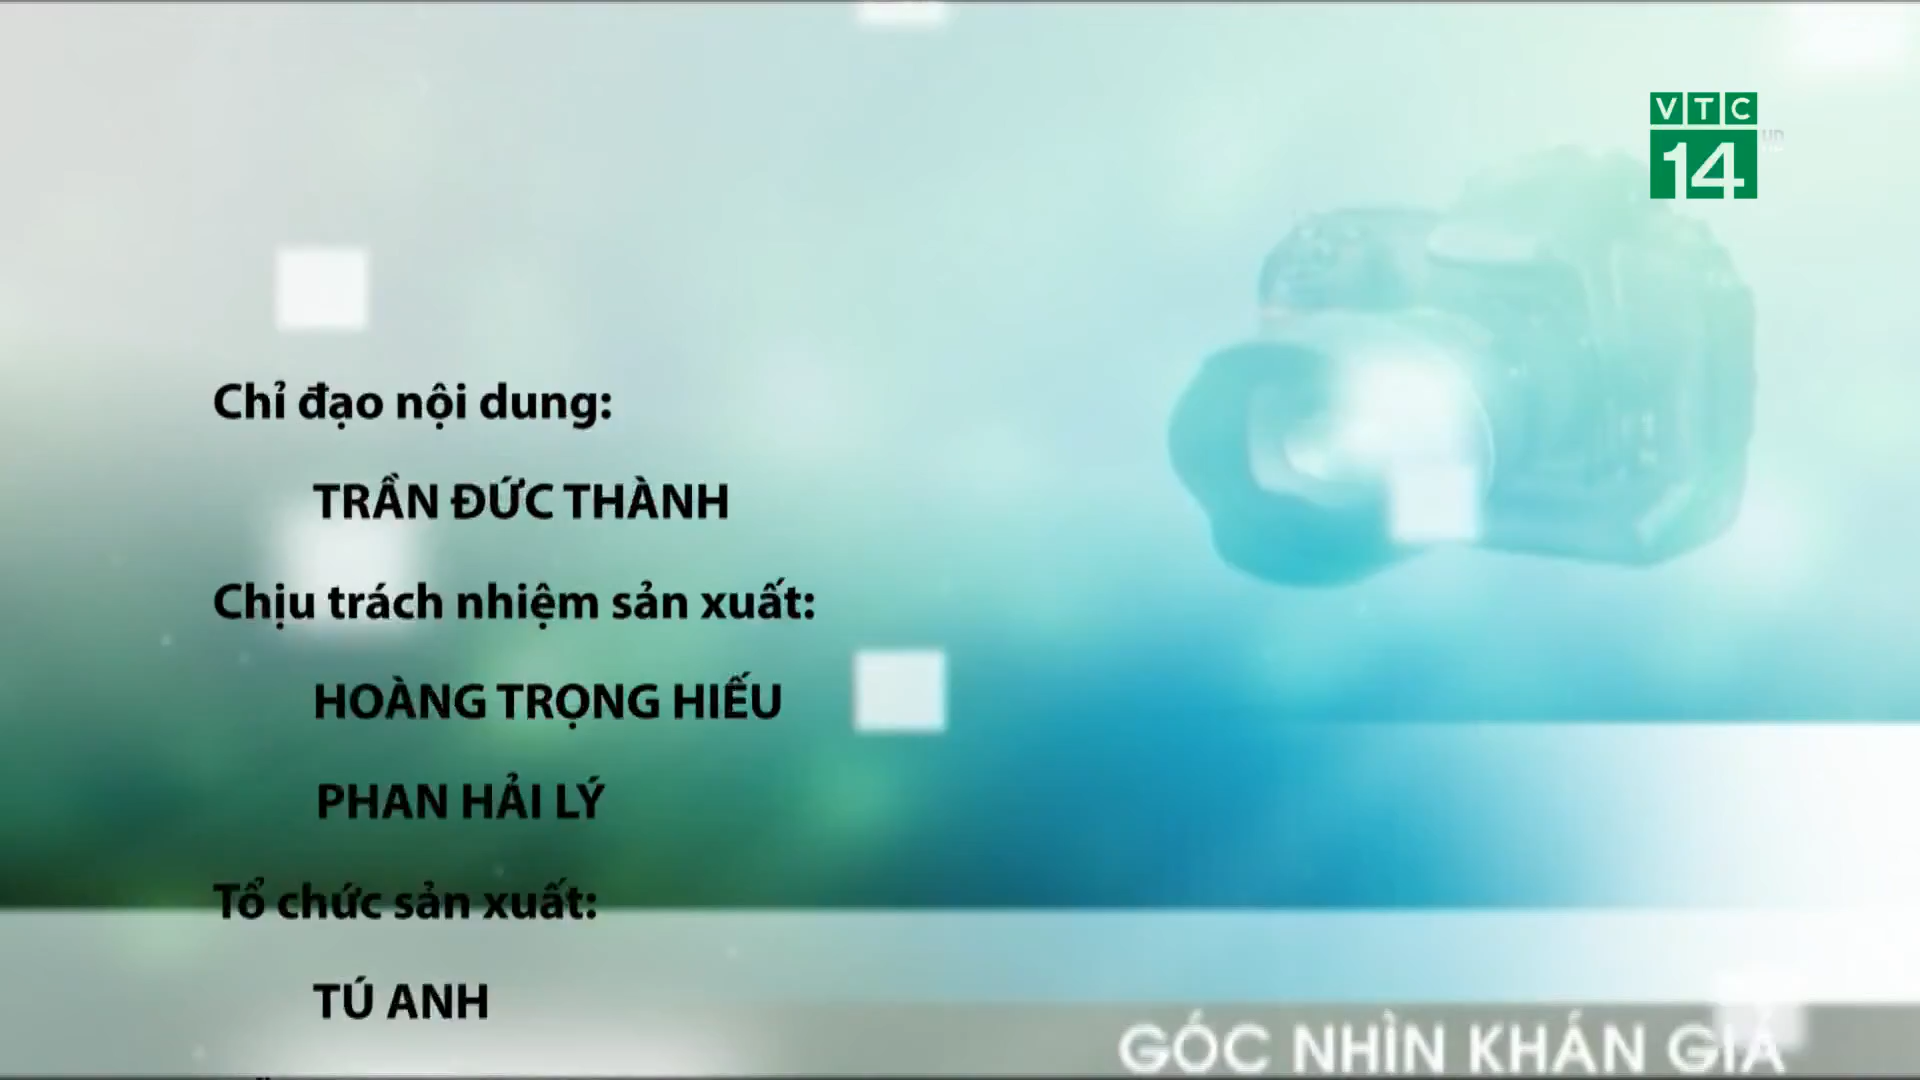 VTC
14
HD
Chỉ đạo nội dung:
TRẦN ĐỨC THÀNH
Chịu trách nhiệm sản xuất:
HOÀNG TRỌNG HIẾU
PHAN HẢI LÝ
Tổ chức sản xuất:
TÚ ANH
GÓC NHÌN KHÁN GIẢ